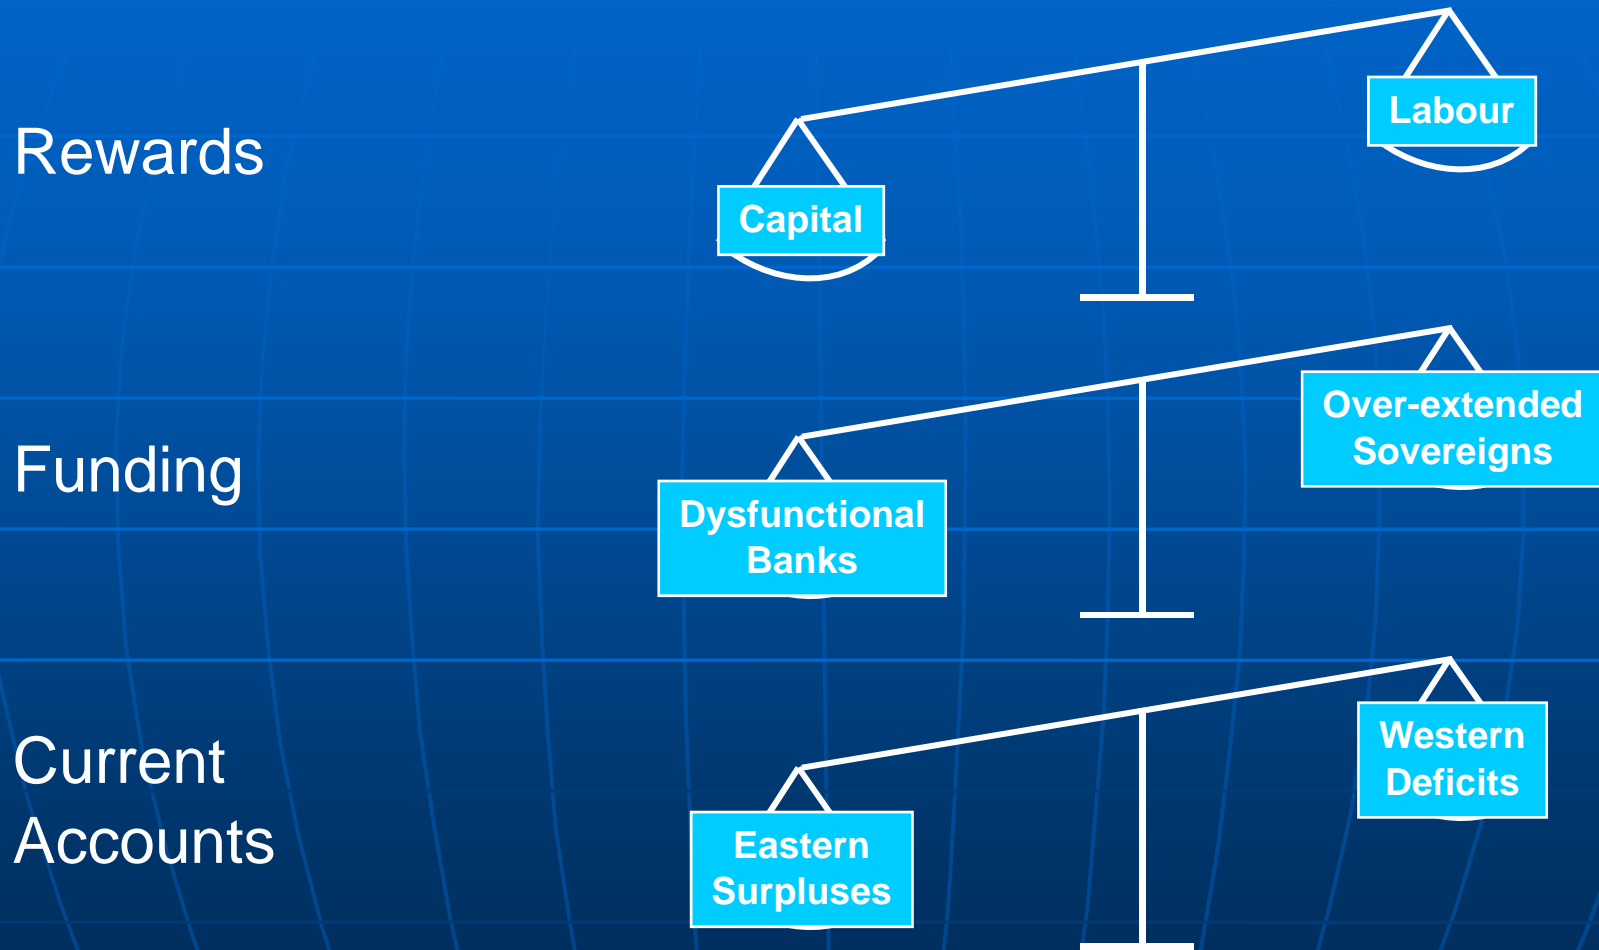 Rewards
Capital
Labour
Funding
Dysfunctional
Banks
Over-extended
Sovereigns
Current
Accounts
Eastern
Surpluses
Western
Deficits